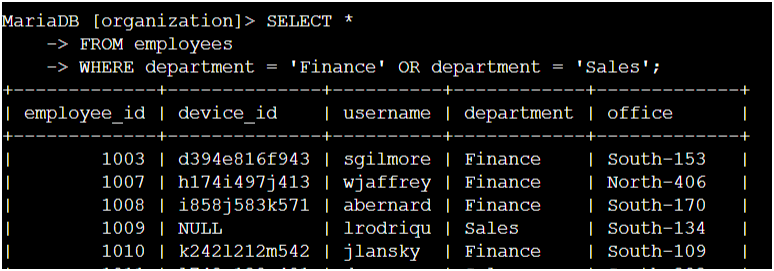 MariaDB [organization]> SELECT *
    -> FROM employees
    -> WHERE department = 'Finance' OR department = 'Sales';
+-------------+--------------+----------+------------+-------------+
| employee_id | device_id    | username | department | office      |
+-------------+--------------+----------+------------+-------------+
|        1003 | d394e816f943 | sgilmore | Finance    | South-153   |
|        1007 | h174i497j413 | wjaffrey | Finance    | North-406   |
|        1008 | i858j583k571 | abernard | Finance    | South-170   |
|        1009 | NULL         | lrodriqu | Sales      | South-134   |
|        1010 | k242l212m542 | jlansky  | Finance    | South-109   |